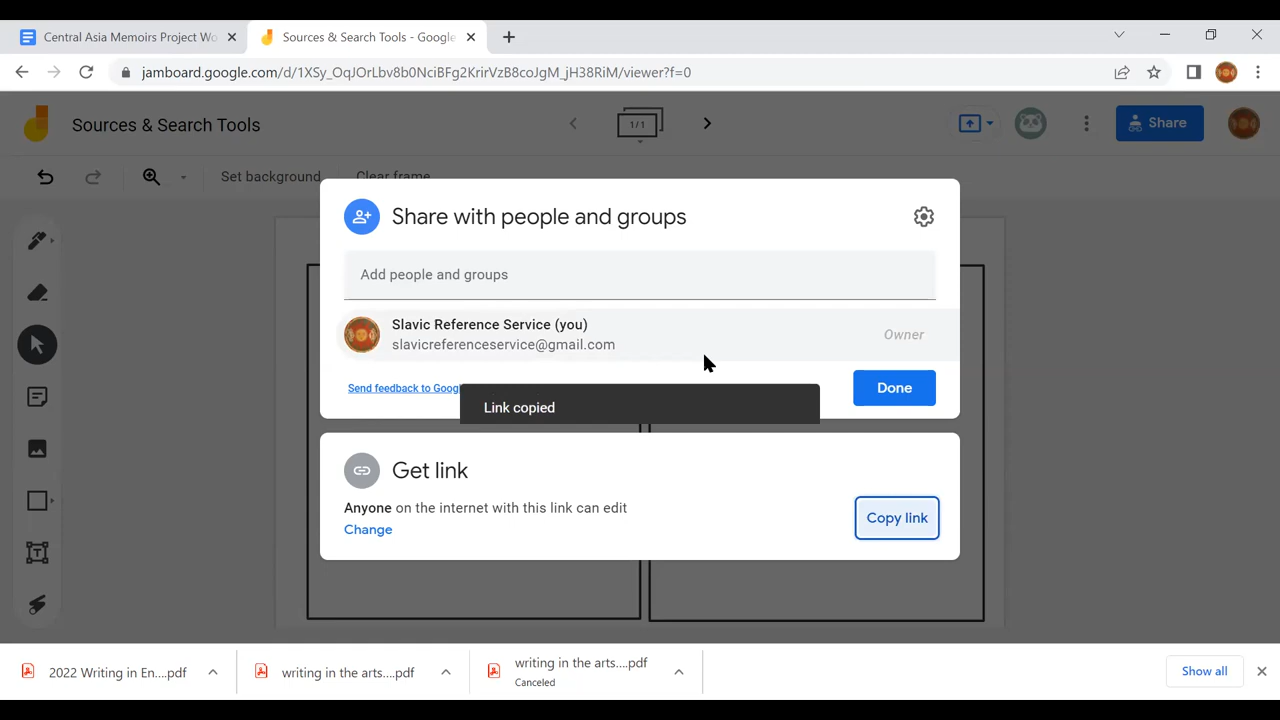 Central Asia Memoirs Project Wo
Sources & Search Tools - Google
jamboard.google.com/d/1XSy_OqJOrLbv8b0NciBFg2KrirVzB8coJgM_jH38RiM/viewer?f=0
Sources & Search Tools
1/1
Share
Set background
Clear frame
Share with people and groups
Add people and groups
Slavic Reference Service (you)
slavicreferenceservice@gmail.com
Owner
Send feedback to Goog
Done
Link copied
Get link
Anyone on the internet with this link can edit
Change
Copy link
2022 Writing in En....pdf
writing in the arts....pdf
writing in the arts....pdf
Canceled
Show all